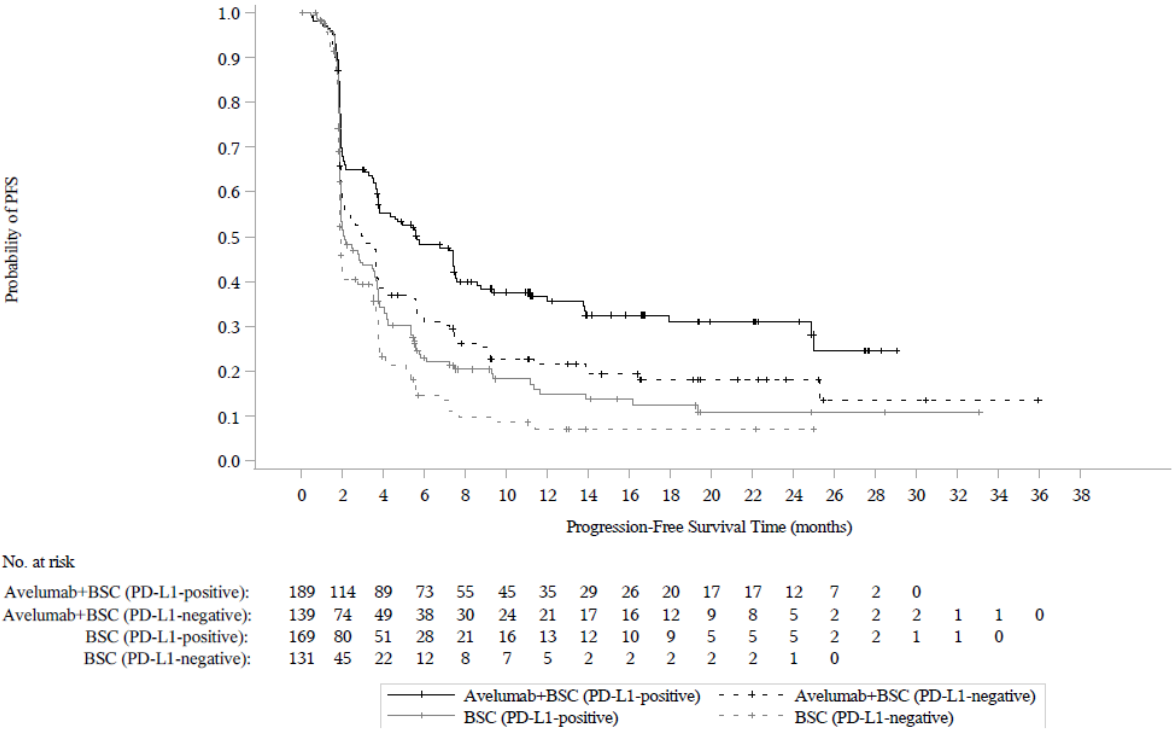 Probability of PFS
1.0
0.9
0.8
0.7
0.6
0.5
0.4
0.3
0.2
0.1
0.0
0 2 4 6 8 10 12 14 16 18 20 22 24 26 28 30 32 34 36 38
Progression-Free Survival Time (months)
No. at risk
Avelumab+BSC (PD-L1-positive): 189 114 89 73 55 45 35 29 26 20 17 17 12 7 2 0
Avelumab+BSC (PD-L1-negative): 139 74 49 38 30 24 21 17 16 12 9 8 5 2 2 2 1 1 0
BSC (PD-L1-positive): 169 80 51 28 21 16 13 12 10 9 5 5 5 2 2 1 1 0
BSC (PD-L1-negative): 131 45 22 12 8 7 5 2 2 2 2 2 1 0
Avelumab+BSC (PD-L1-positive) Avelumab+BSC (PD-L1-negative)
BSC (PD-L1-positive) BSC (PD-L1-negative)